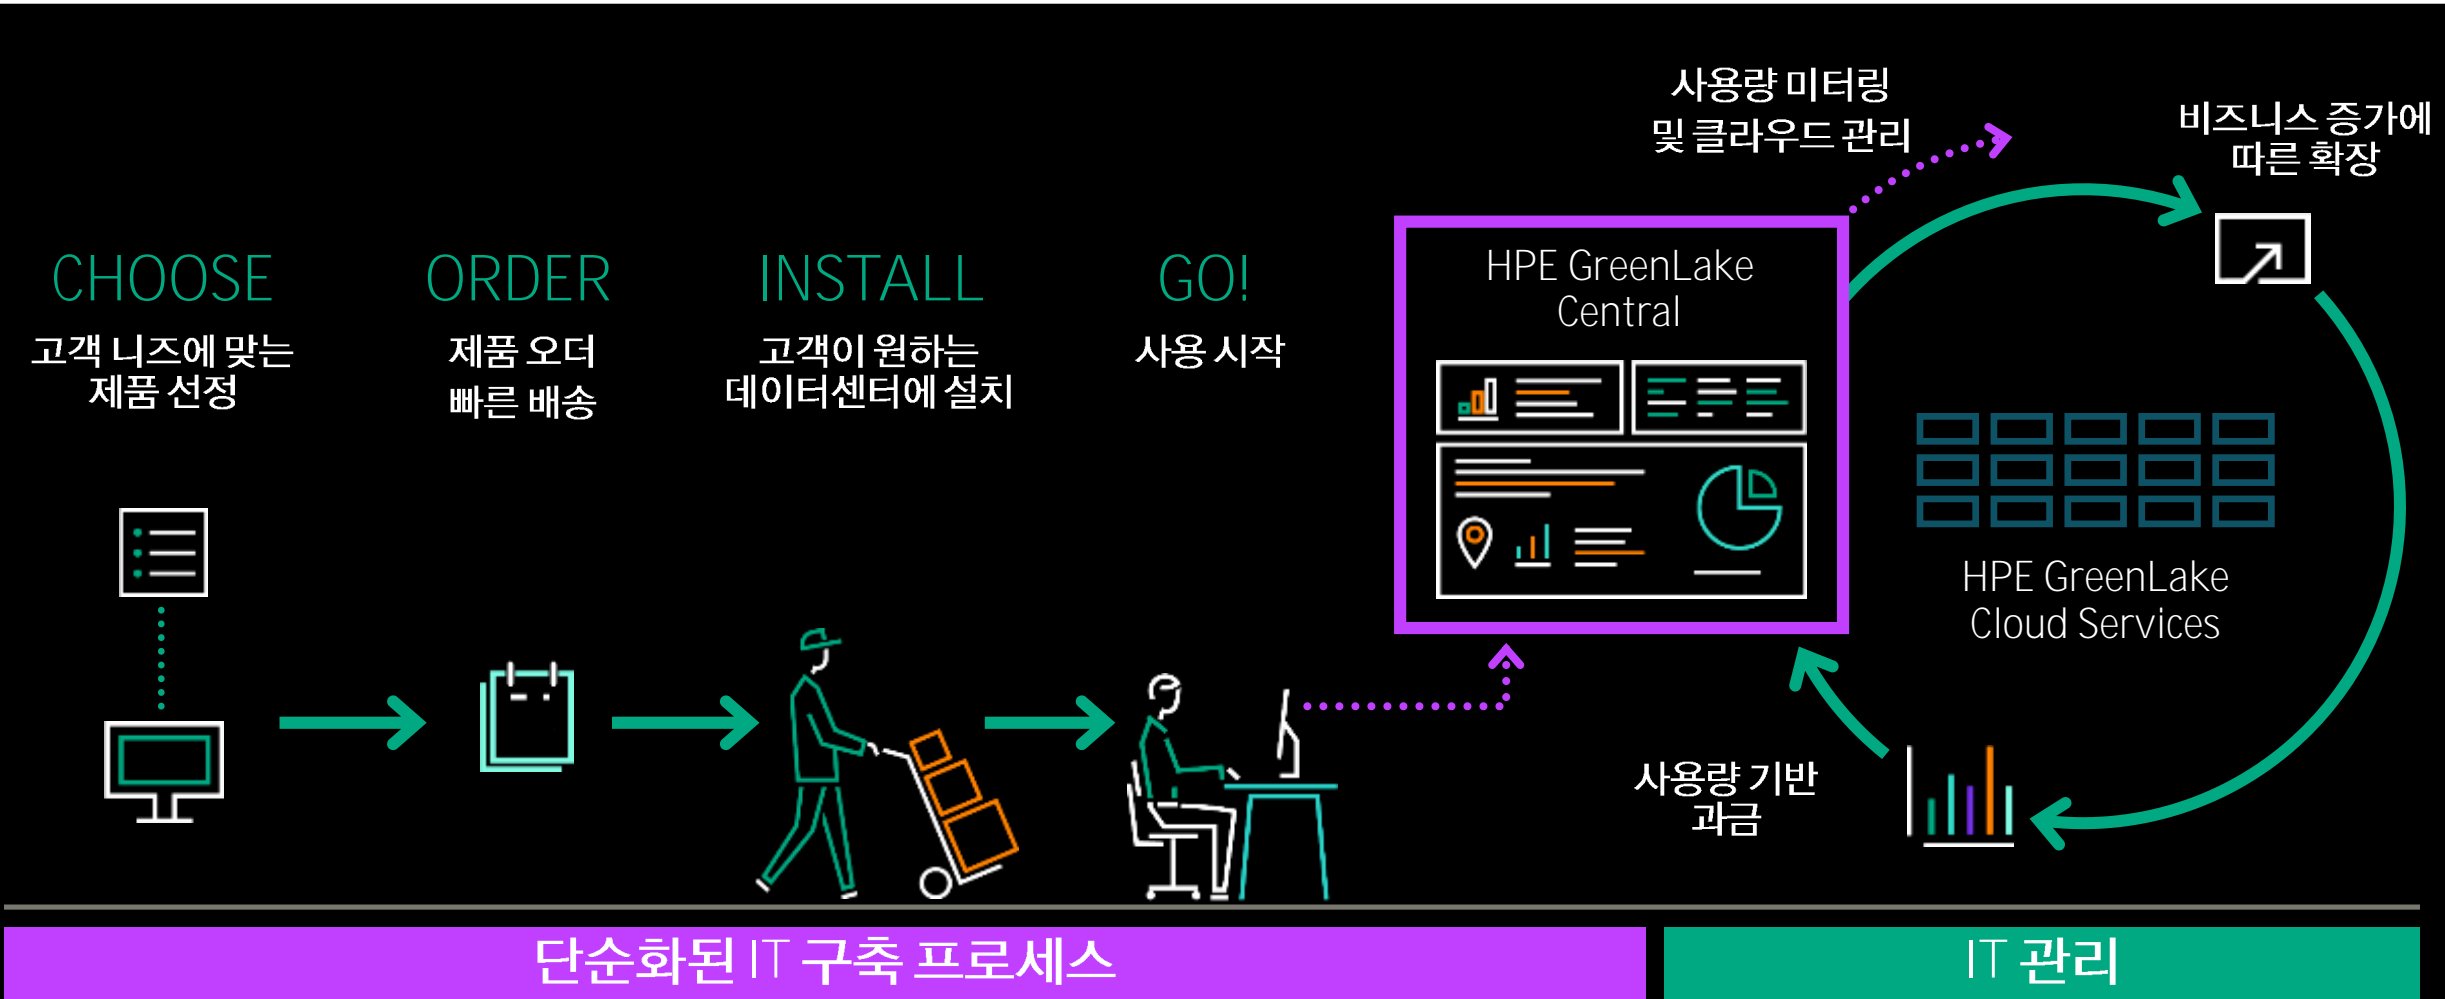 CHOOSE
고객 니즈에 맞는
제품 선정
ORDER
제품 오더
빠른 배송
INSTALL
고객이 원하는
데이터센터에 설치
GO!
사용 시작
사용량 미터링
및 클라우드 관리
HPE GreenLake
Central
비즈니스 증가에
따른 확장
HPE GreenLake
Cloud Services
사용량 기반
과금
단순화된 IT 구축 프로세스
IT 관리